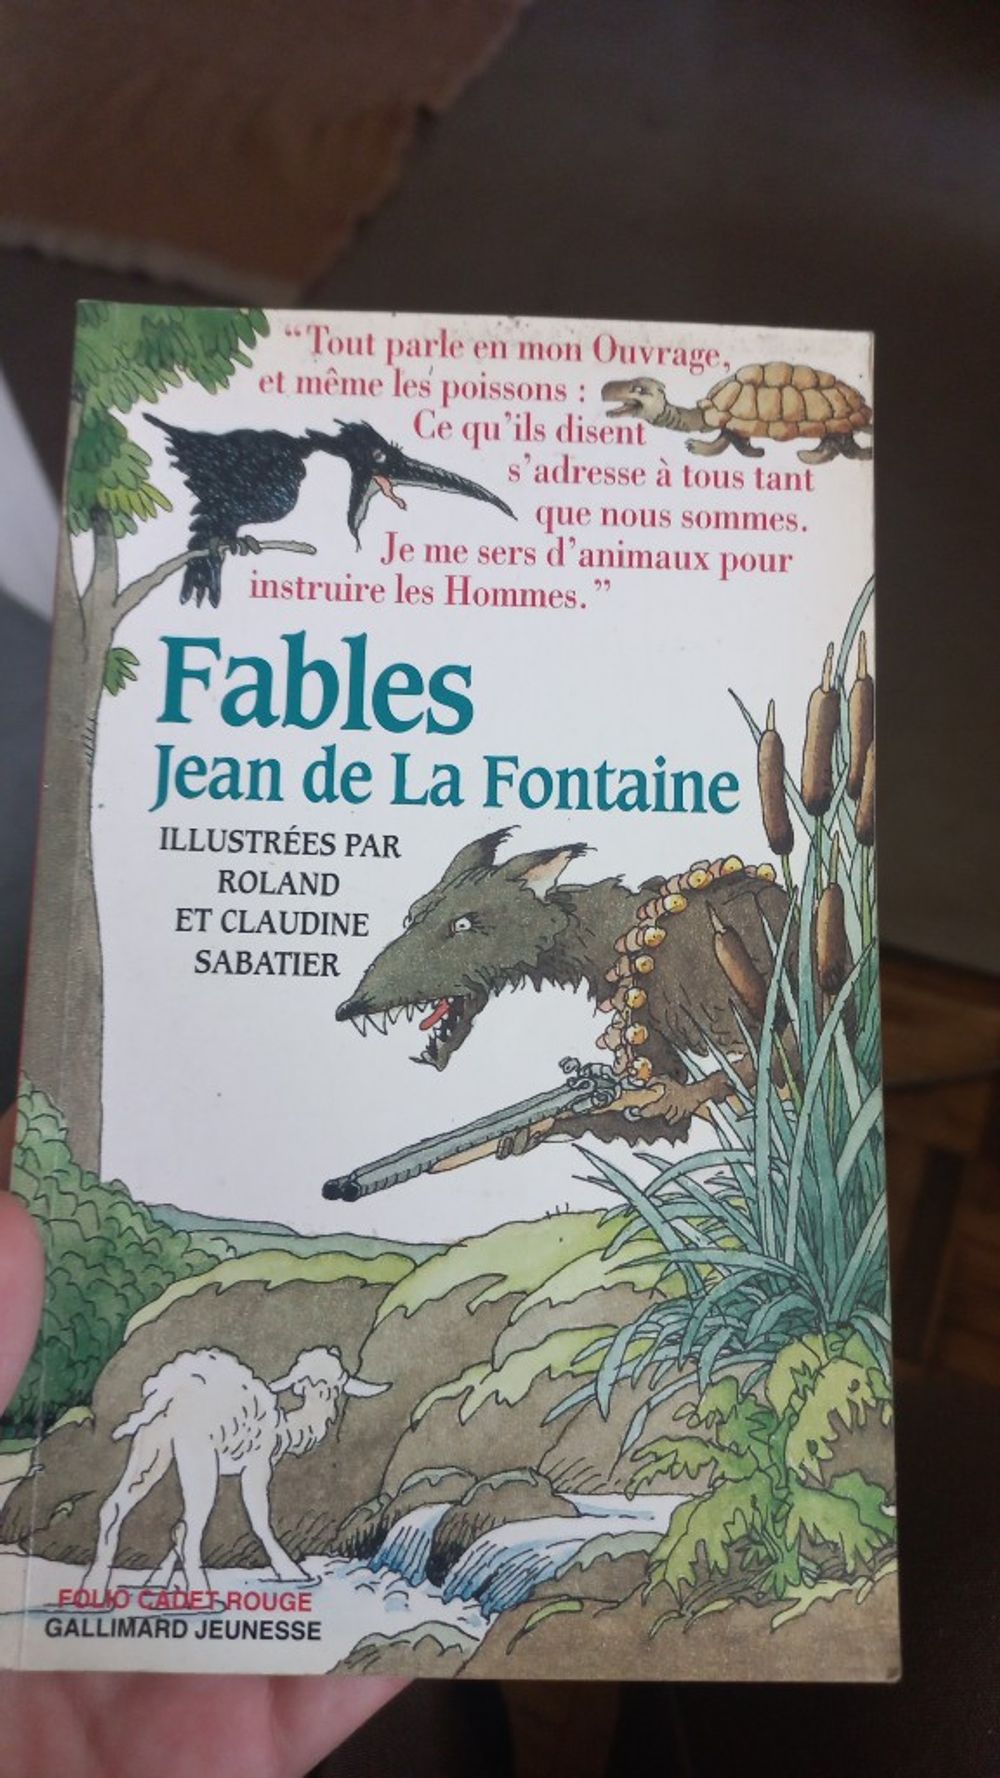 “Tout parle en mon Ouvrage,
et même les poissons :
Ce qu’ils disent
s’adresse à tous tant
que nous sommes.
Je me sers d’animaux pour
instruire les Hommes.”
Fables
Jean de La Fontaine
ILLUSTRÉES PAR
ROLAND
ET CLAUDINE
SABATIER
FOLIO CADET ROUGE
GALLIMARD JEUNESSE